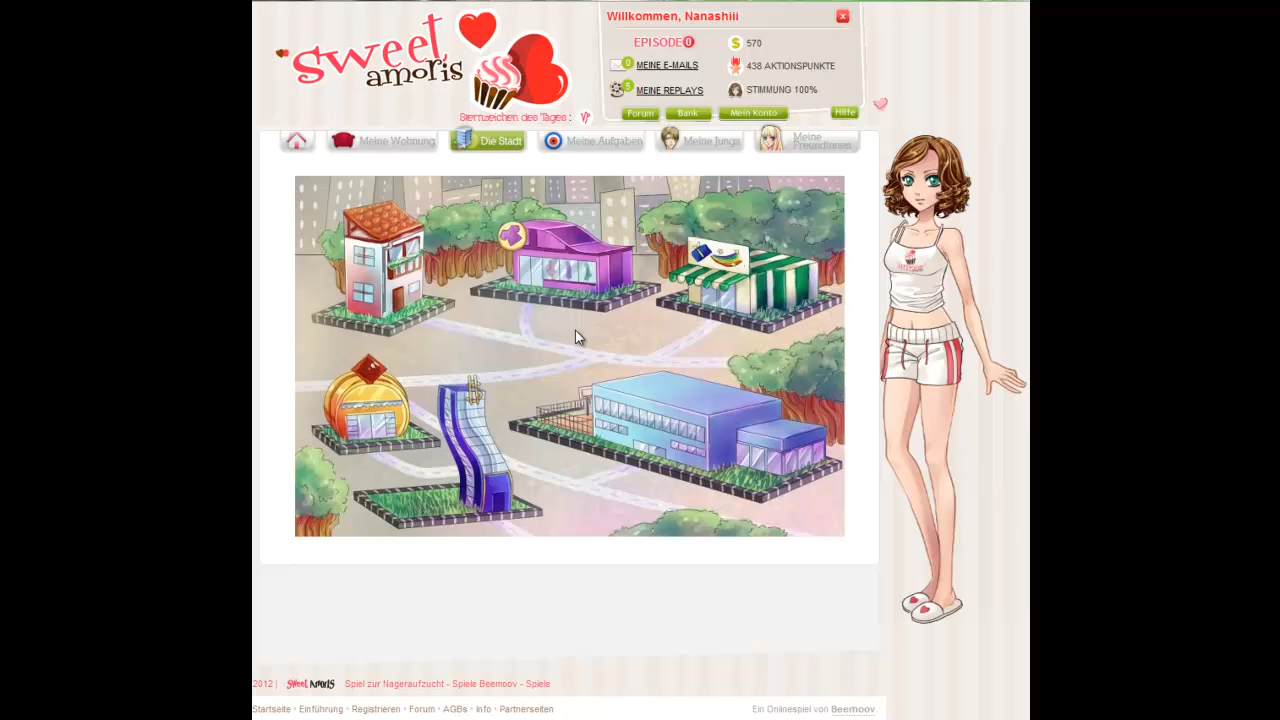 sweet amoris
Sternzeichen des Tages :
Willkommen, Nanashiii
x
EPISODE 0
$ 570
0 MEINE E-MAILS
438 AKTIONSPUNKTE
5 MEINE REPLAYS
STIMMUNG 100%
Forum Bank Mein Konto Hilfe
Meine Wohnung Die Stadt Meine Aufgaben Meine Jungs Meine Freundinnen
$
2012 | Sweet Amoris Spiel zur Nageraufzucht - Spiele Beemoov - Spiele
Startseite • Einführung • Registrieren • Forum • AGBs • Info • Partnerseiten
Ein Onlinespiel von Beemoov